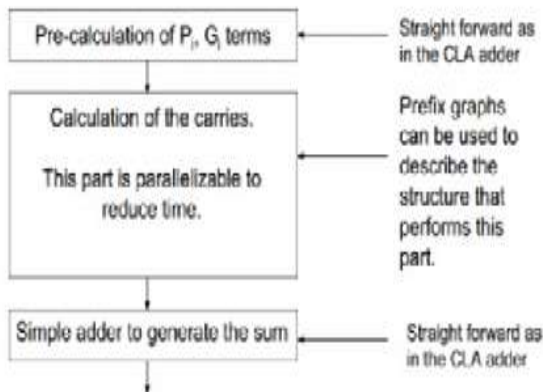 Pre-calculation of Pi, Gi terms
Straight forward as
in the CLA adder
Calculation of the carries.
This part is parallelizable to
reduce time.
Prefix graphs
can be used to
describe the
structure that
performs this
part.
Simple adder to generate the sum
Straight forward as
in the CLA adder